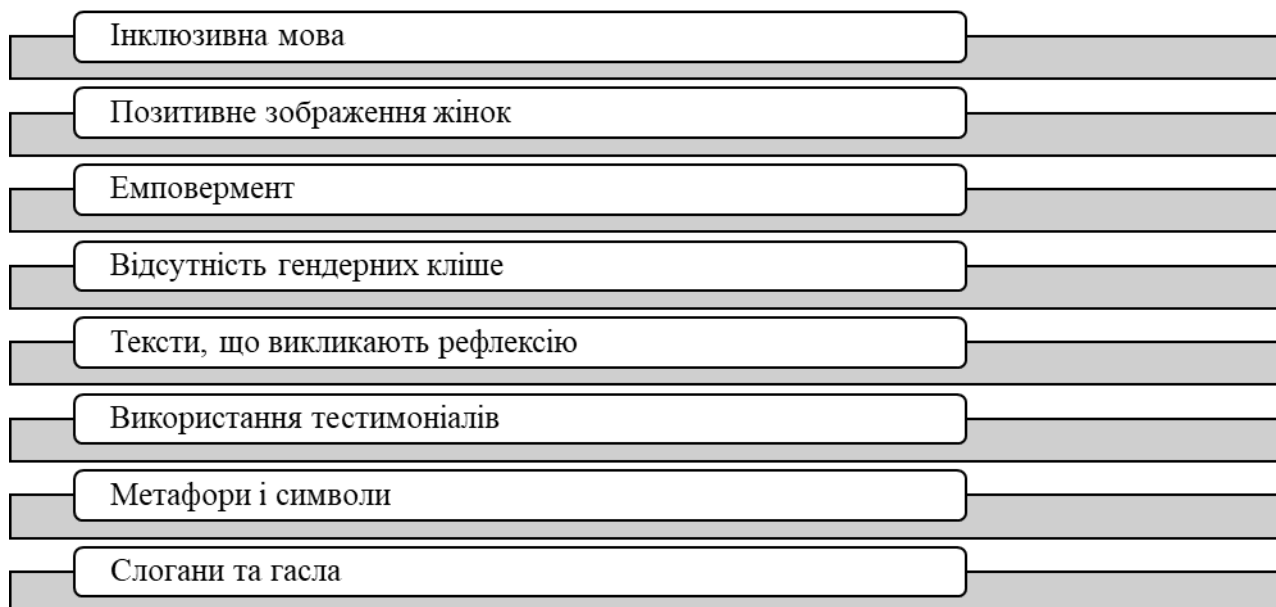 Інклюзивна мова
Позитивне зображення жінок
Емповермент
Відсутність гендерних кліше
Тексти, що викликають рефлексію
Використання тестимоніалів
Метафори і символи
Слогани та гасла